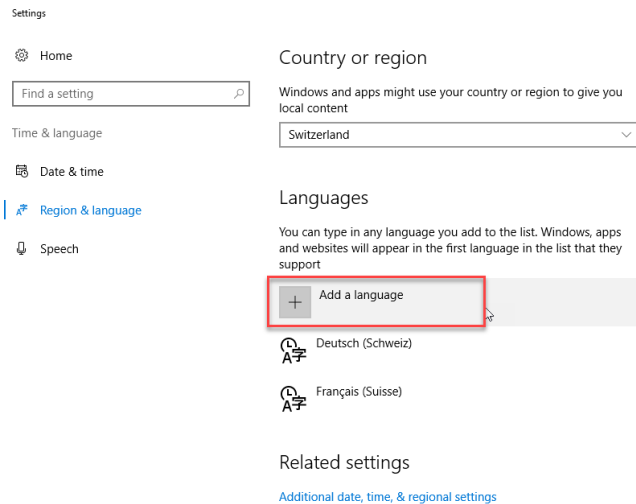 Settings
Home
Find a setting
Time & language
Date & time
Region & language
Speech
Country or region
Windows and apps might use your country or region to give you
local content
Switzerland
Languages
You can type in any language you add to the list. Windows, apps
and websites will appear in the first language in the list that they
support
Add a language
Deutsch (Schweiz)
Français (Suisse)
Related settings
Additional date, time, & regional settings